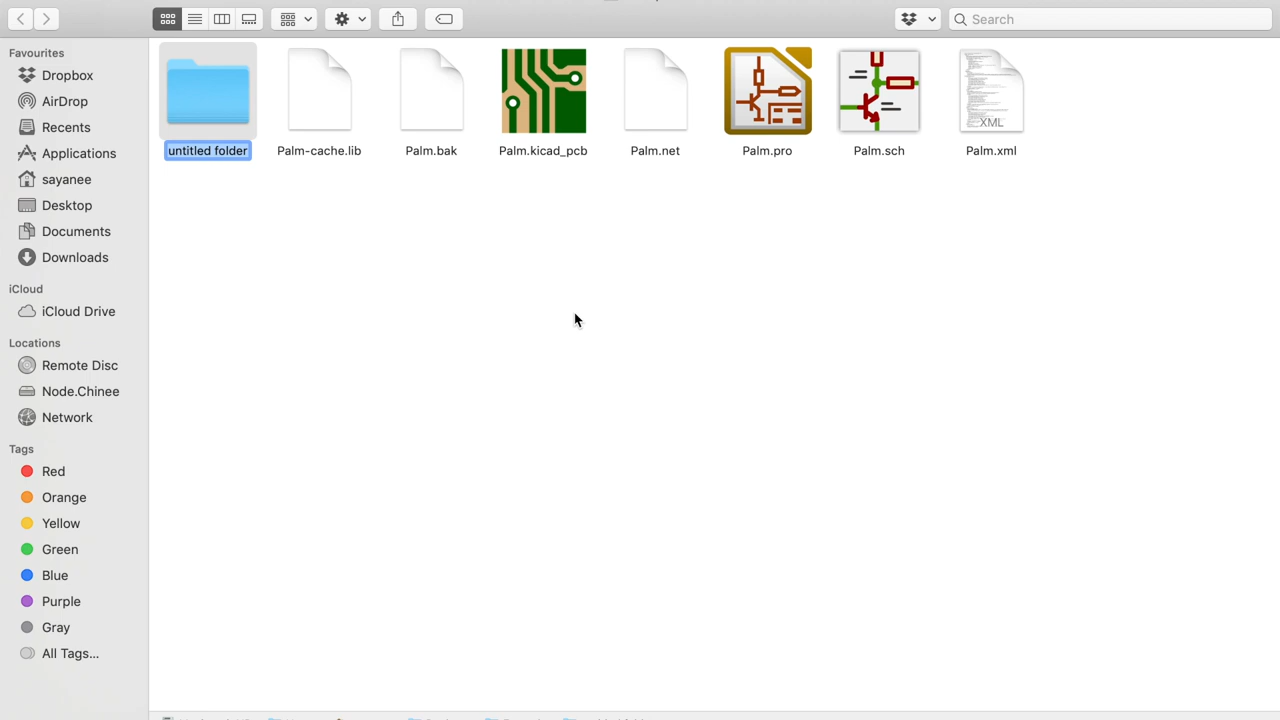 Search
Favourites
Dropbox
AirDrop
Recents
Applications
sayanee
Desktop
Documents
Downloads
iCloud
iCloud Drive
Locations
Remote Disc
Node.Chinee
Network
Tags
Red
Orange
Yellow
Green
Blue
Purple
Gray
All Tags...
XML
untitled folder Palm-cache.lib Palm.bak Palm.kicad_pcb Palm.net Palm.pro Palm.sch Palm.xml